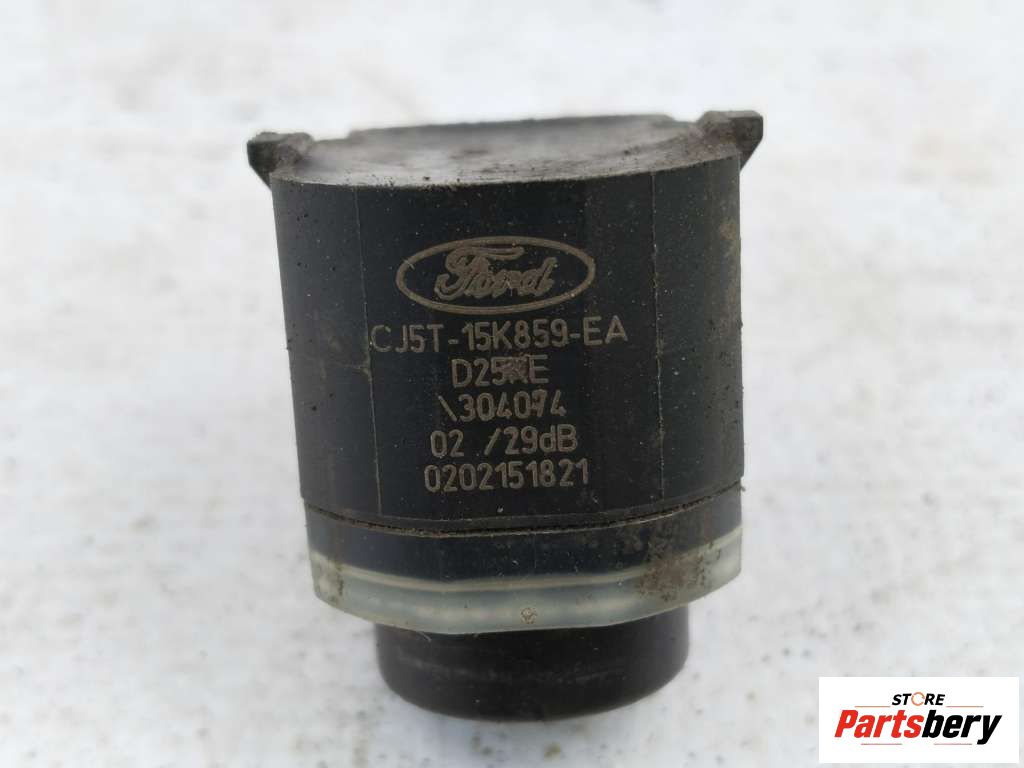 Ford
CJ5T-15K859-EA
\304074
02 /29dB
0202151821
STORE
Partsbery